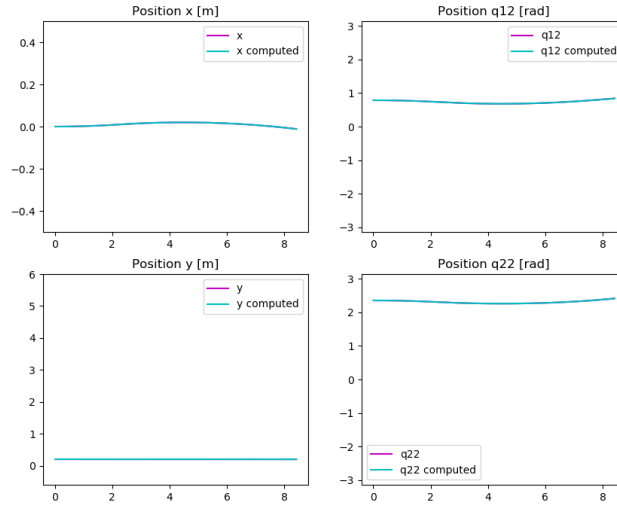 Position x [m]
0.4
0.2
0.0
−0.2
−0.4
x
x computed
0 2 4 6 8
Position q12 [rad]
3
2
1
0
−1
−2
−3
q12
q12 computed
0 2 4 6 8
Position y [m]
6
5
4
3
2
1
0
y
y computed
0 2 4 6 8
Position q22 [rad]
3
2
1
0
−1
−2
−3
q22
q22 computed
0 2 4 6 8